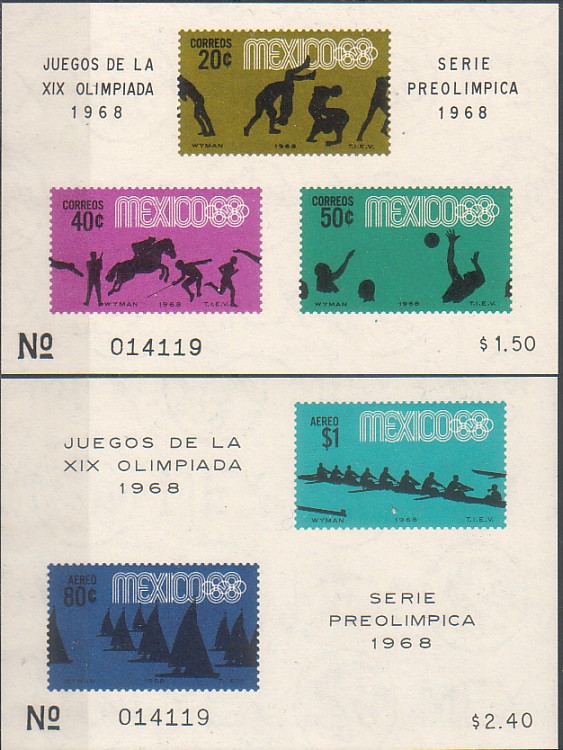 JUEGOS DE LA
XIX OLIMPIADA
1968
CORREOS
20¢
MEXICO68
WYMAN 1968 T.I.E.V.
SERIE
PREOLIMPICA
1968
CORREOS
40¢
MEXICO68
WYMAN 1968 T.I.E.V.
CORREOS
50¢
MEXICO68
WYMAN 1968 T.I.E.V.
Nº 014119
$1.50
JUEGOS DE LA
XIX OLIMPIADA
1968
AEREO
$1
MEXICO68
WYMAN 1968 T.I.E.V.
AEREO
80¢
MEXICO68
WYMAN 1968 T.I.E.V.
SERIE
PREOLIMPICA
1968
Nº 014119
$2.40